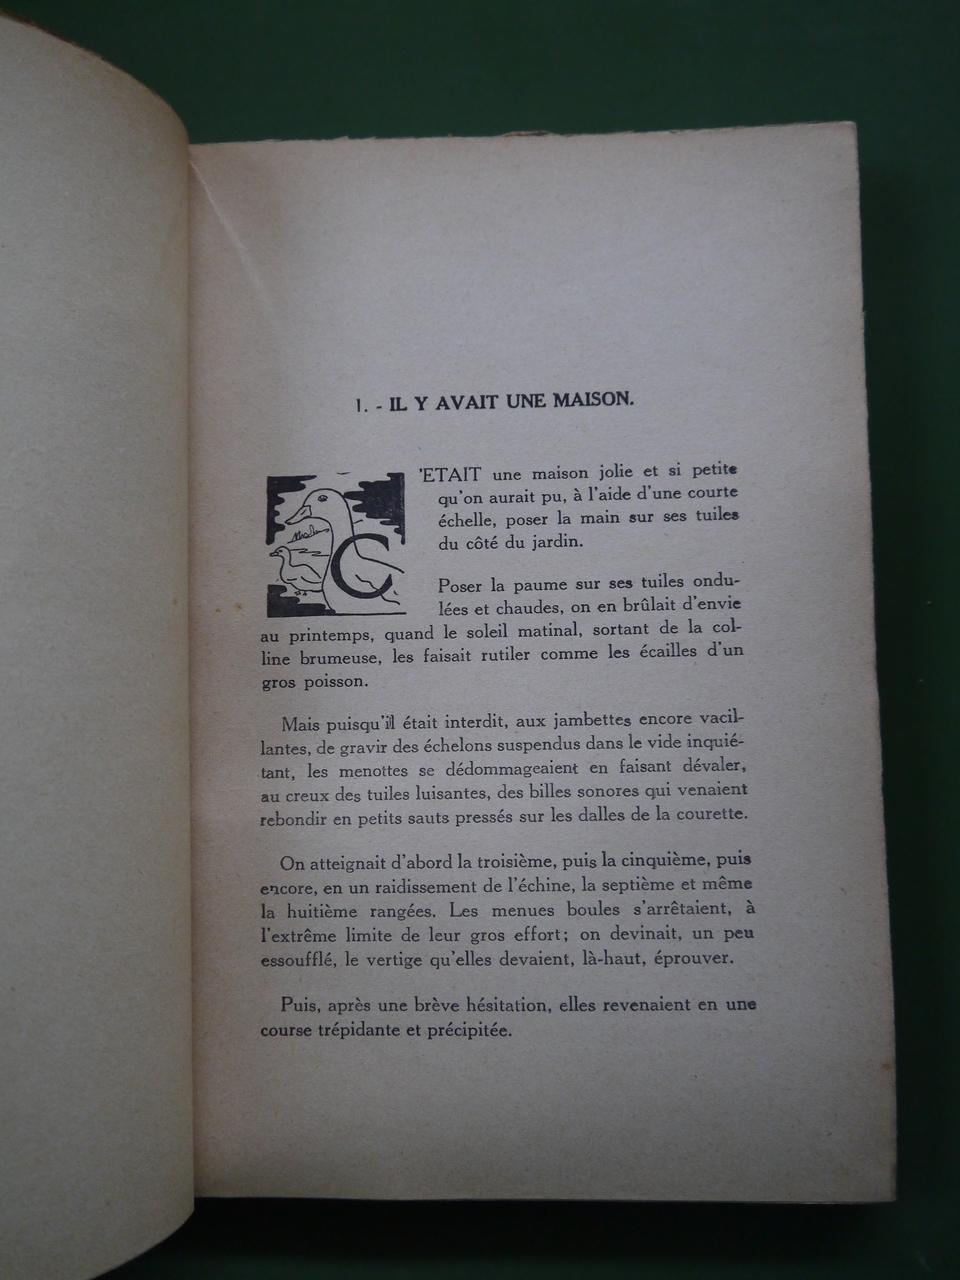 1. - IL Y AVAIT UNE MAISON.
C'ETAIT une maison jolie et si petite
qu'on aurait pu, à l'aide d'une courte
échelle, poser la main sur ses tuiles
du côté du jardin.
Poser la paume sur ses tuiles ondu-
lées et chaudes, on en brûlait d'envie
au printemps, quand le soleil matinal, sortant de la col-
line brumeuse, les faisait rutiler comme les écailles d'un
gros poisson.
Mais puisqu'il était interdit, aux jambettes encore vacil-
lantes, de gravir des échelons suspendus dans le vide inquié-
tant, les menottes se dédommageaient en faisant dévaler,
au creux des tuiles luisantes, des billes sonores qui venaient
rebondir en petits sauts pressés sur les dalles de la courette.
On atteignait d'abord la troisième, puis la cinquième, puis
encore, en un raidissement de l'échine, la septième et même
la huitième rangées. Les menues boules s'arrêtaient, à
l'extrême limite de leur gros effort; on devinait, un peu
essoufflé, le vertige qu'elles devaient, là-haut, éprouver.
Puis, après une brève hésitation, elles revenaient en une
course trépidante et précipitée.